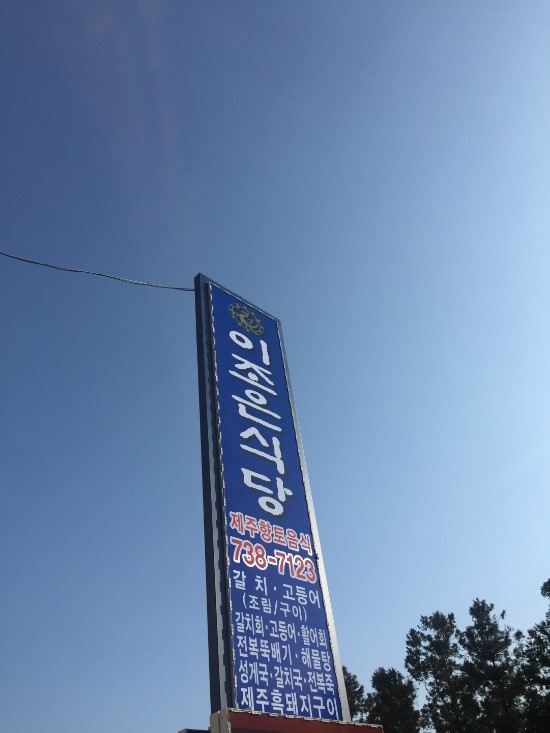 이조은식당
제주향토음식
738-7123
갈치·고등어
(조림/구이)
갈치회·고등어·활어회
전복뚝배기·해물탕
성게국·갈치국·전복죽
제주흑돼지구이